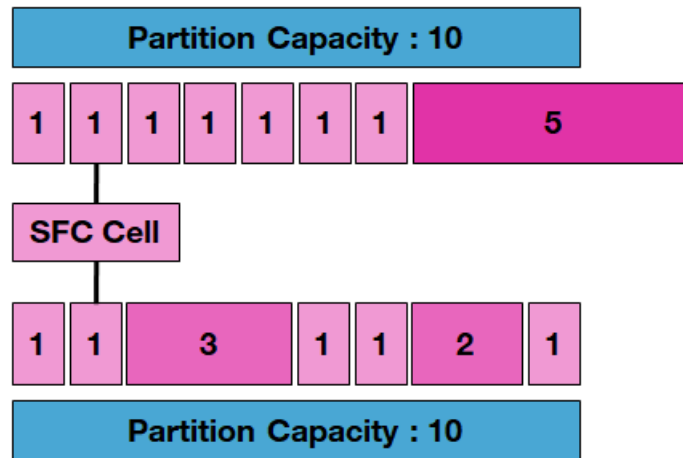 Partition Capacity : 10
1 1 1 1 1 1 1 5
SFC Cell
1 1 3 1 1 2 1
Partition Capacity : 10